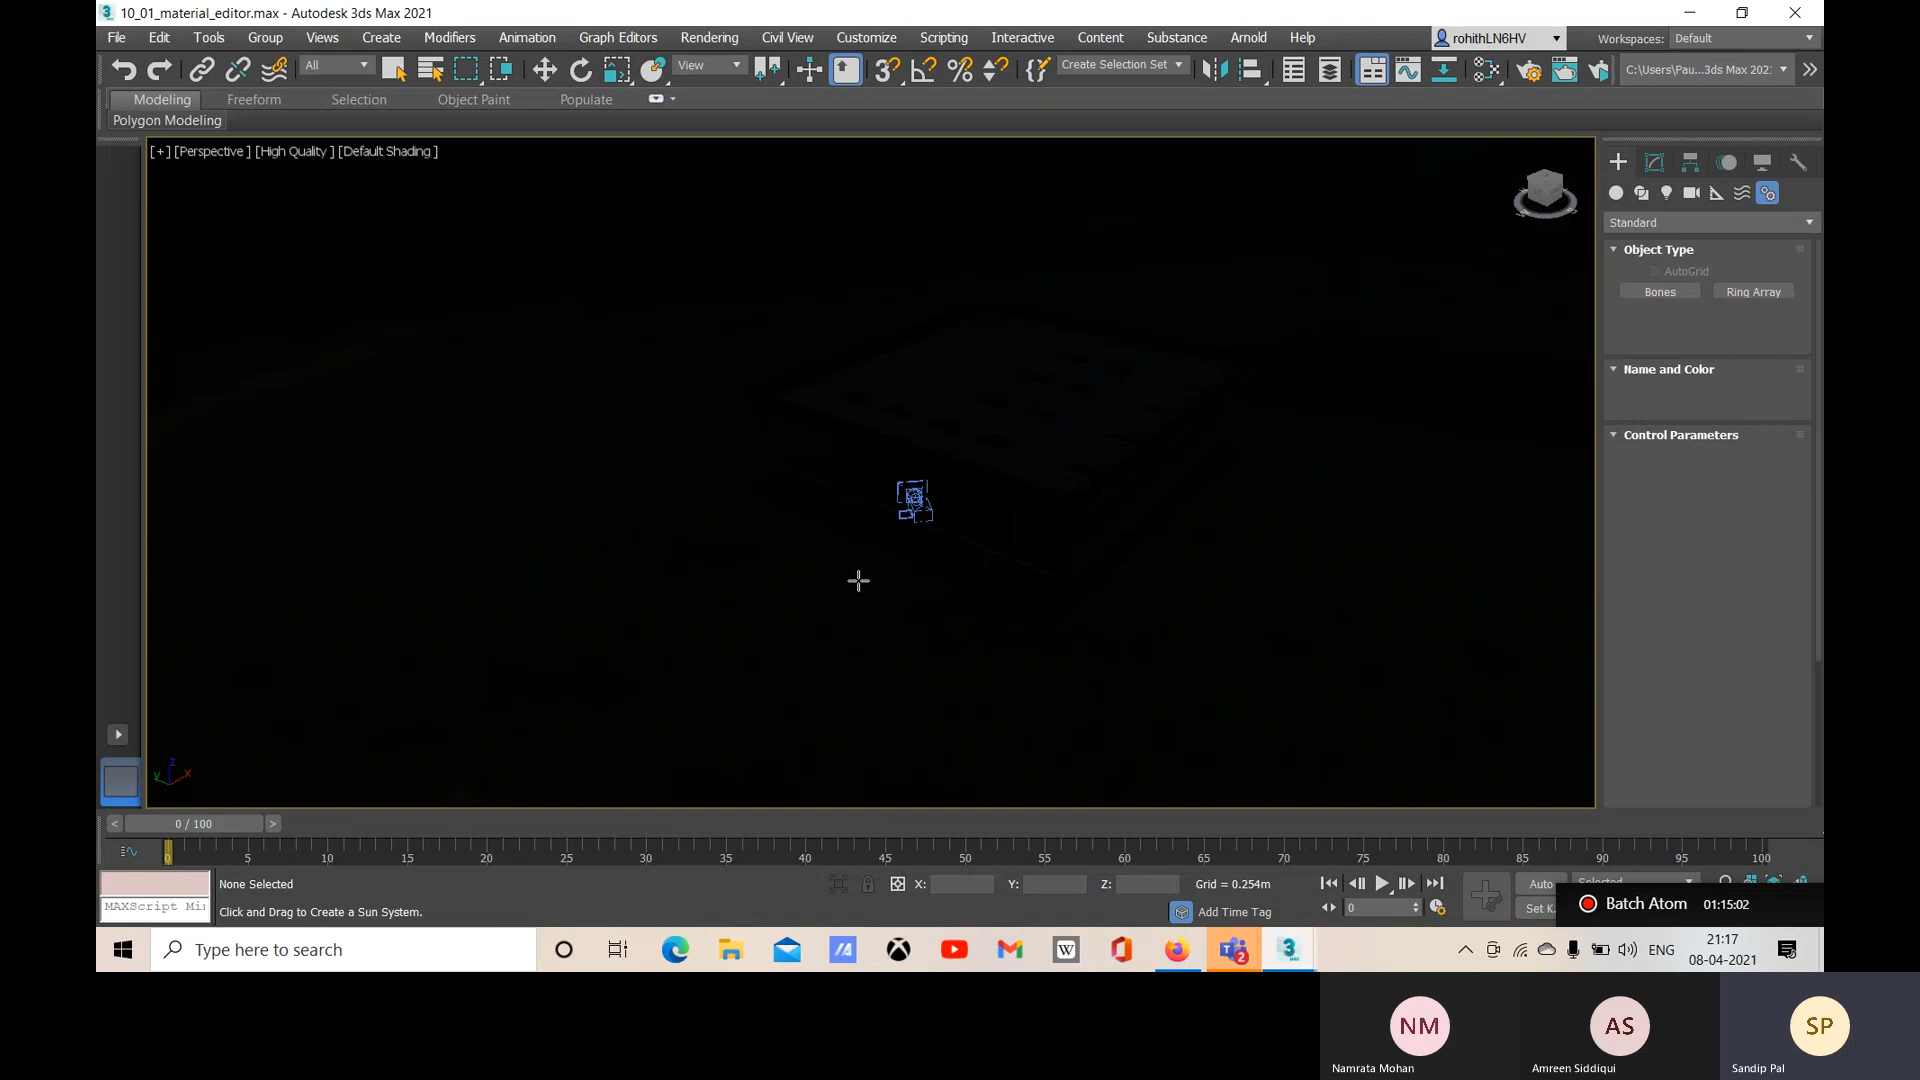 10_01_material_editor.max - Autodesk 3ds Max 2021
File Edit Tools Group Views Create Modifiers Animation Graph Editors Rendering Civil View Customize Scripting Interactive Content Substance Arnold Help rohithLN6HV Workspaces: Default
All View Create Selection Set C:\Users\Pau...3ds Max 202:
Modeling Freeform Selection Object Paint Populate
Polygon Modeling
[+] [Perspective ] [High Quality ] [Default Shading ]
Standard
Object Type
AutoGrid
Bones Ring Array
Name and Color
Control Parameters
z
y x
< 0 / 100 >
0 5 10 15 20 25 30 35 40 45 50 55 60 65 70 75 80 85 90 95 100
None Selected X: Y: Z: Grid = 0.254m Auto Selected
MAXScript Mi: Click and Drag to Create a Sun System. Add Time Tag 0 Set K
Batch Atom 01:15:02
Type here to search ENG 21:17
08-04-2021
NM AS SP
Namrata Mohan Amreen Siddiqui Sandip Pal